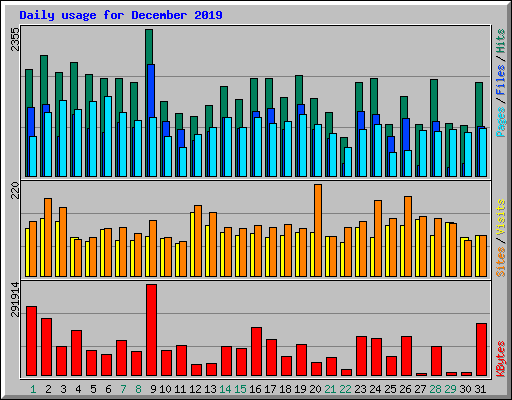 Daily usage for December 2019
2355
220
291914
Pages / Files / Hits
Sites / Visits
KBytes
1 2 3 4 5 6 7 8 9 10 11 12 13 14 15 16 17 18 19 20 21 22 23 24 25 26 27 28 29 30 31